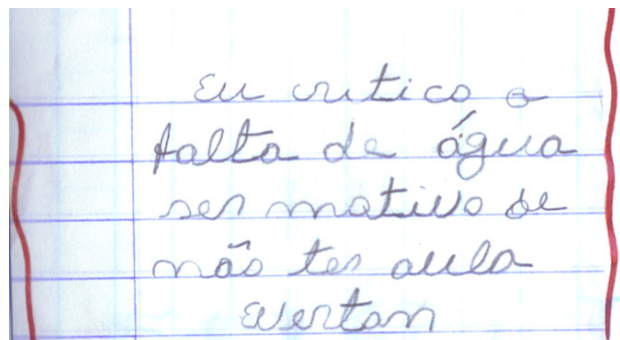 Eu critico a
falta de água
ser motivo de
não ter aula
Everton